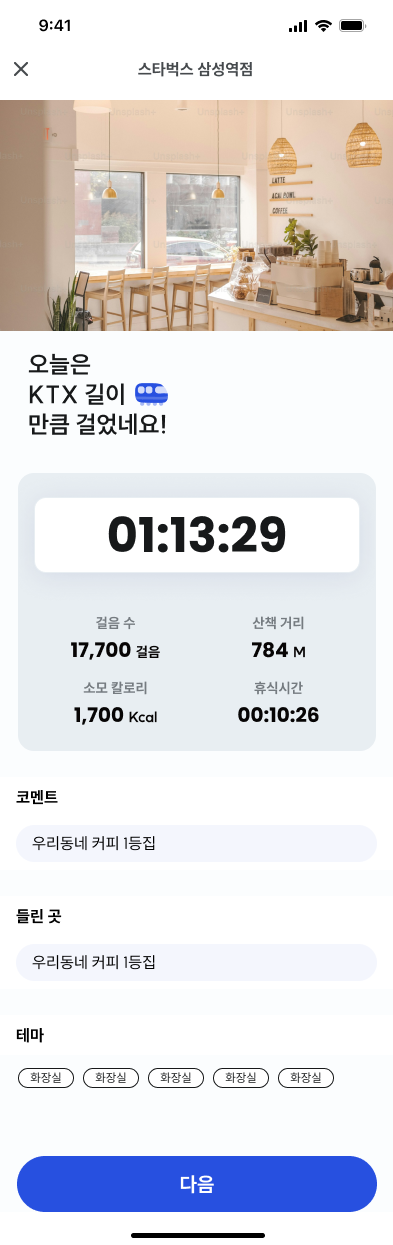 9:41
스타벅스 삼성역점
LATTE
ACAI BOWL
COFFEE
오늘은
KTX 길이
만큼 걸었네요!
01:13:29
걸음 수
산책 거리
17,700 걸음
784 M
소모 칼로리
휴식시간
1,700 Kcal
00:10:26
코멘트
우리동네 커피 1등집
들린 곳
우리동네 커피 1등집
테마
화장실 화장실 화장실 화장실 화장실
다음